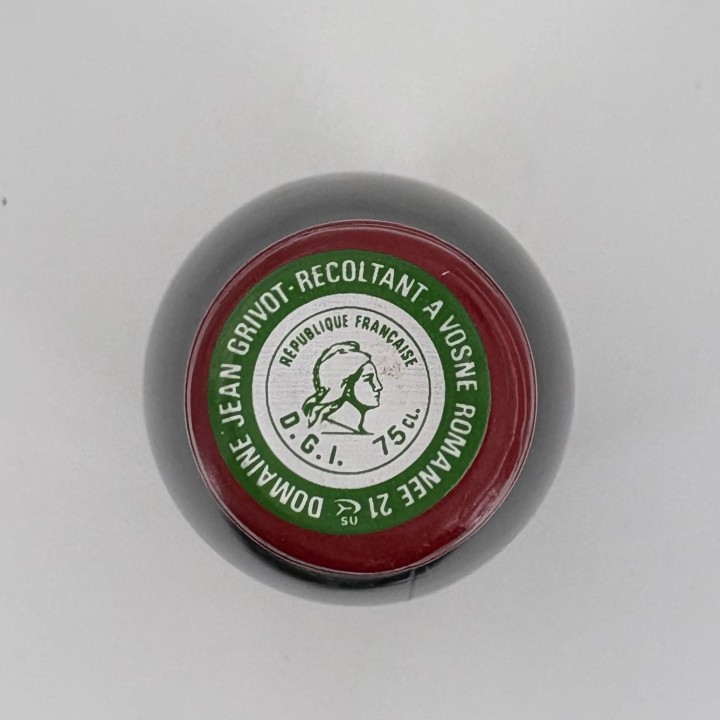 DOMAINE JEAN GRIVOT-RECOLTANT A VOSNE ROMANEE 21
RÉPUBLIQUE FRANÇAISE
D.G.I. 75 CL.
SU